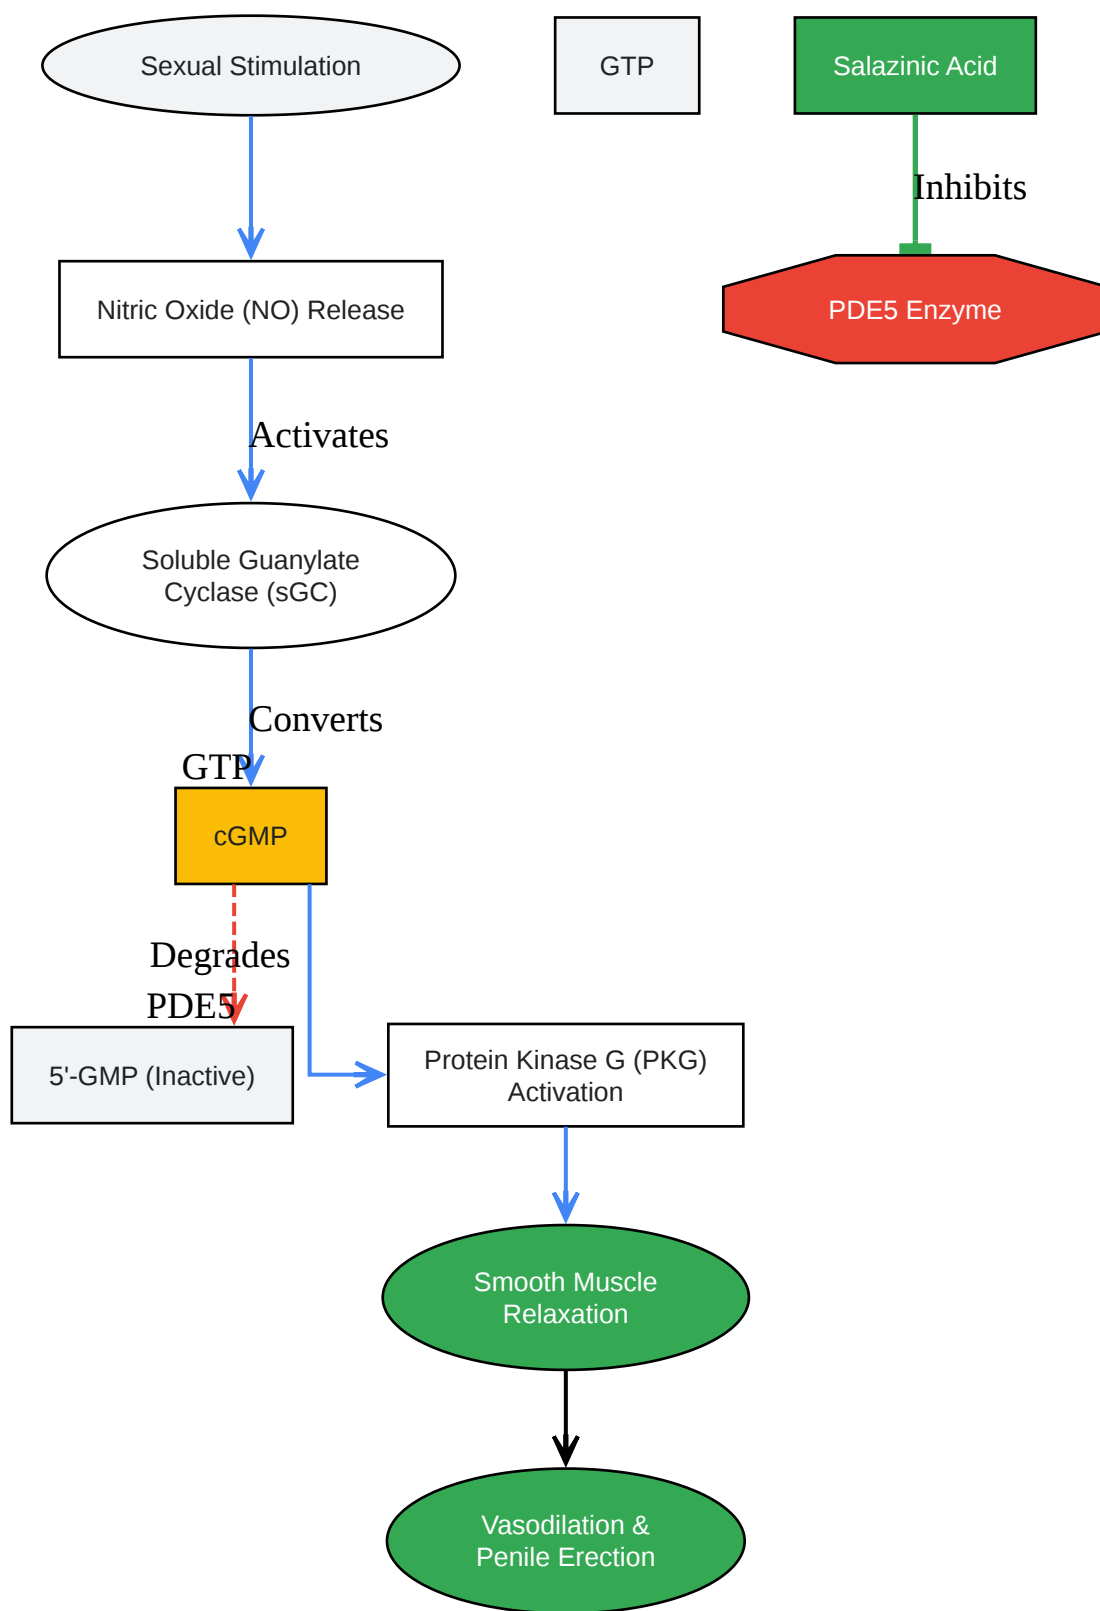 Sexual Stimulation
GTP
Salazinic Acid
Inhibits
Nitric Oxide (NO) Release
PDE5 Enzyme
Activates
Soluble Guanylate
Cyclase (sGC)
Converts
GTP
cGMP
Degrades
PDE5
5'-GMP (Inactive)
Protein Kinase G (PKG)
Activation
Smooth Muscle
Relaxation
Vasodilation &
Penile Erection